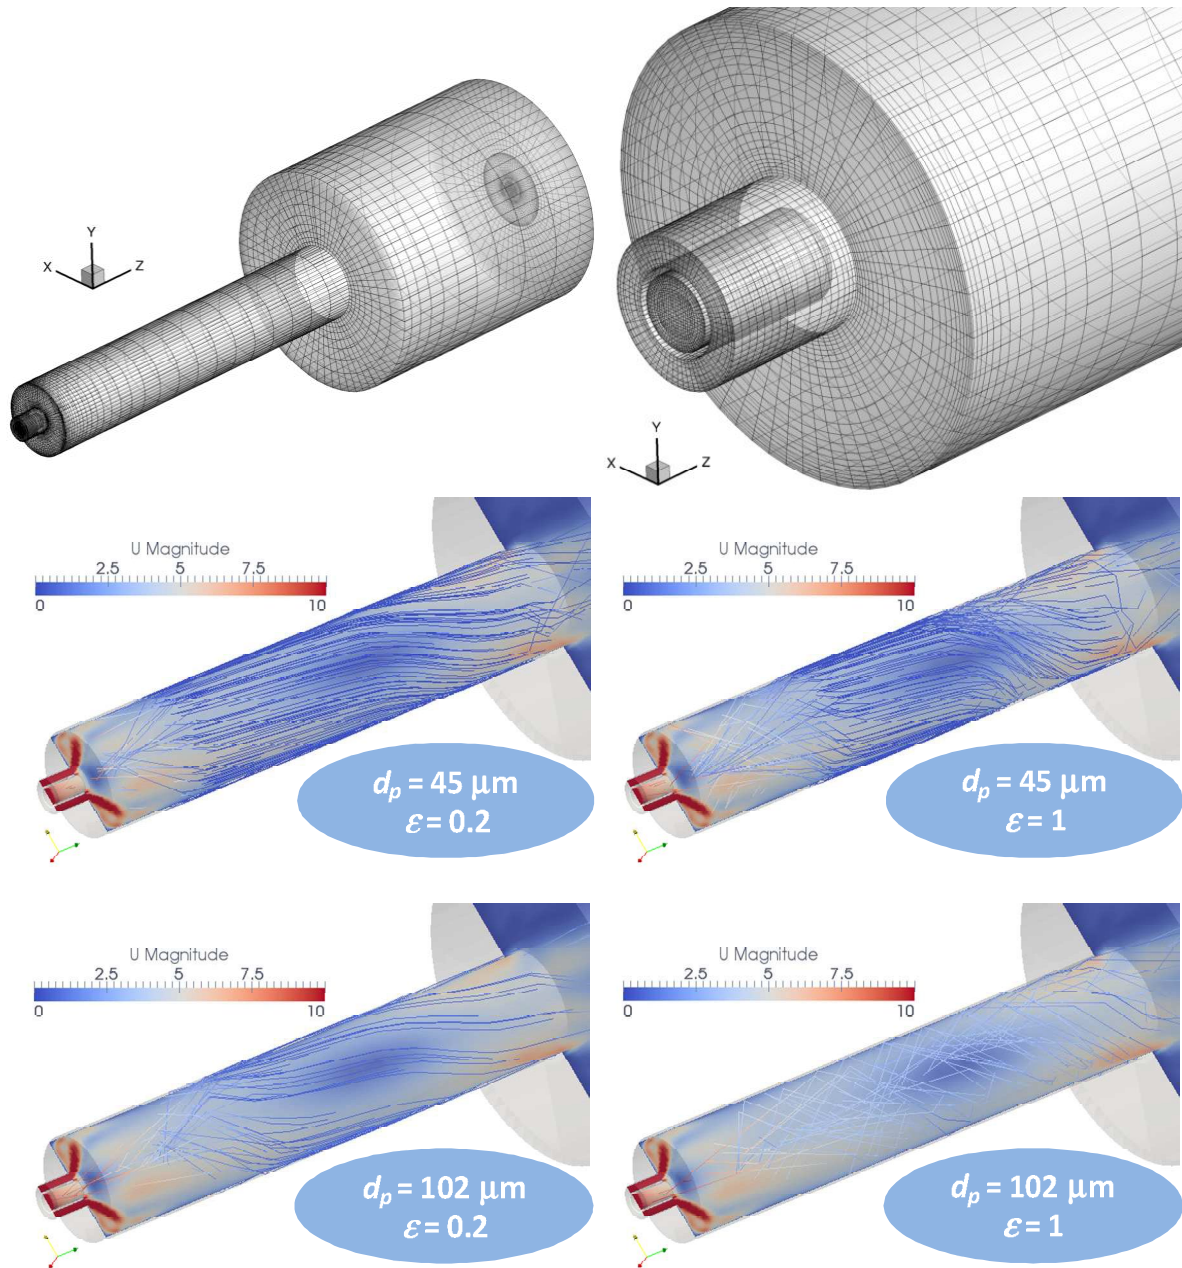 Y
X
Z
Y
X
Z
U Magnitude
2.5 5 7.5
0 10
d_p = 45 μm
ε = 0.2
U Magnitude
2.5 5 7.5
0 10
d_p = 45 μm
ε = 1
U Magnitude
2.5 5 7.5
0 10
d_p = 102 μm
ε = 0.2
U Magnitude
2.5 5 7.5
0 10
d_p = 102 μm
ε = 1